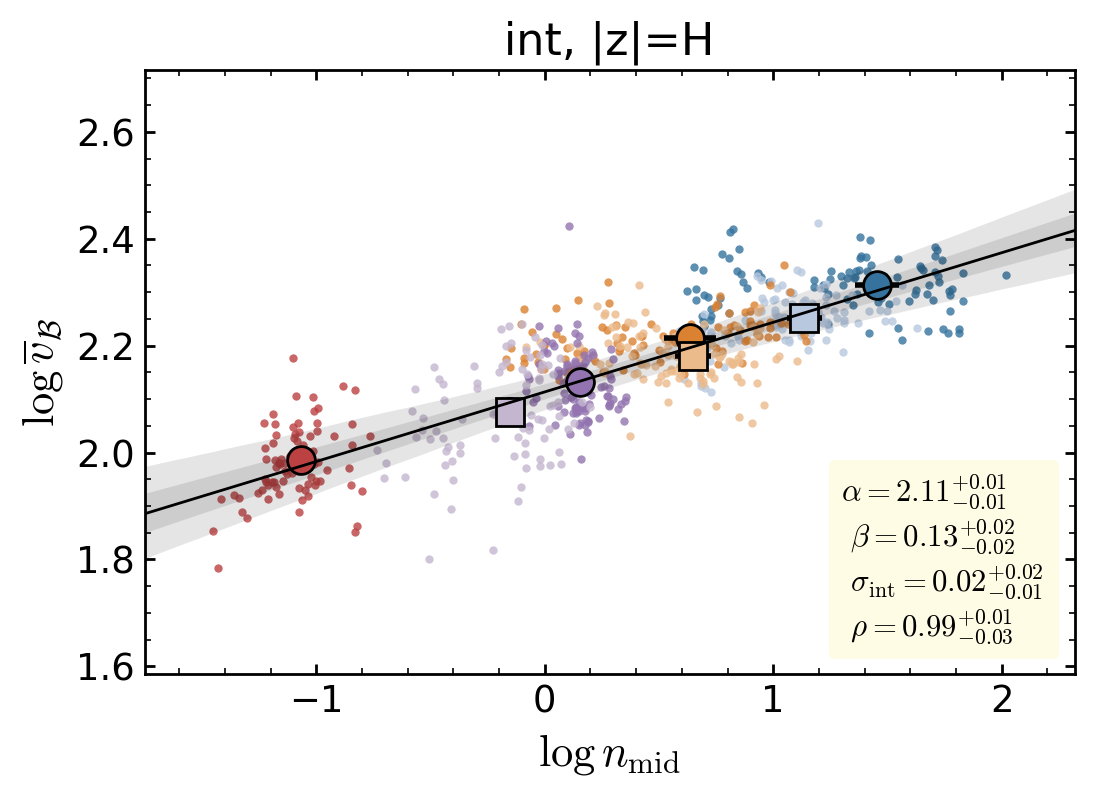 int, |z|=H
log v̅_ℬ
2.6
2.4
2.2
2.0
1.8
1.6
α = 2.11^{+0.01}_{−0.01}
β = 0.13^{+0.02}_{−0.02}
σ_int = 0.02^{+0.02}_{−0.01}
ρ = 0.99^{+0.01}_{−0.03}
−1 0 1 2
log n_mid